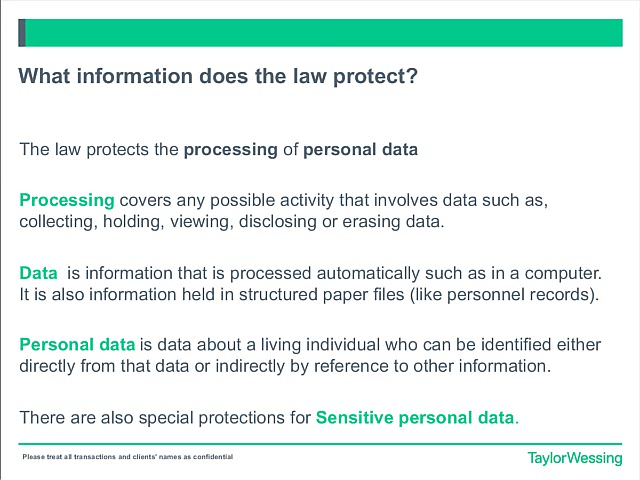 What information does the law protect?
The law protects the processing of personal data
Processing covers any possible activity that involves data such as,
collecting, holding, viewing, disclosing or erasing data.
Data is information that is processed automatically such as in a computer.
It is also information held in structured paper files (like personnel records).
Personal data is data about a living individual who can be identified either
directly from that data or indirectly by reference to other information.
There are also special protections for Sensitive personal data.
Please treat all transactions and clients' names as confidential
TaylorWessing